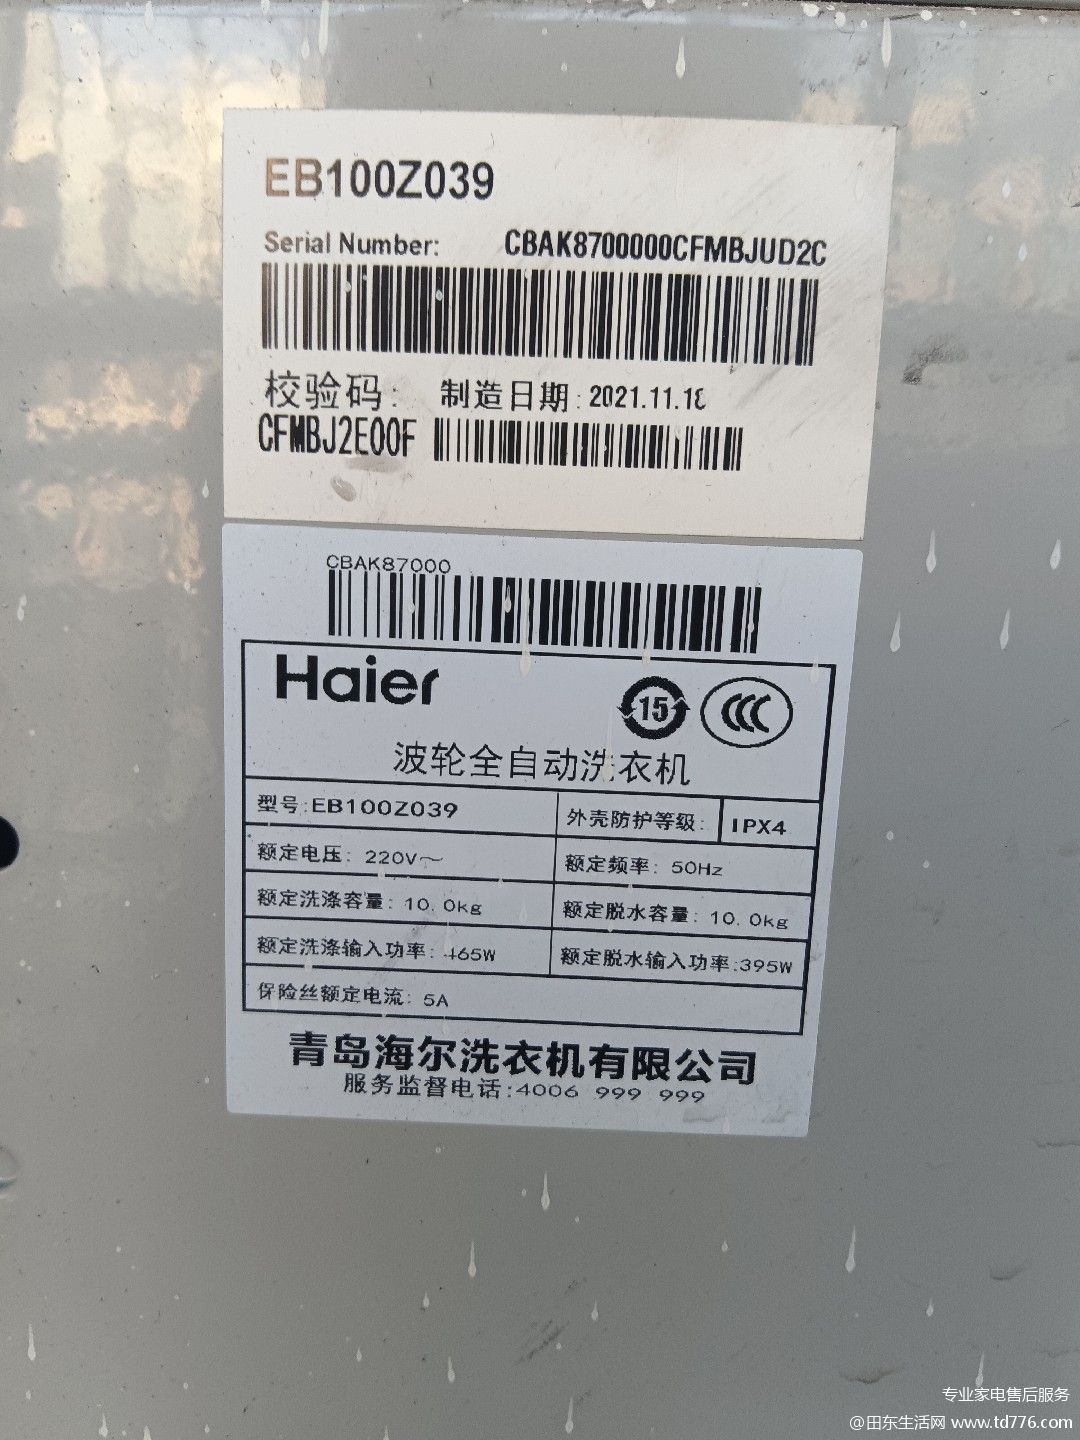 EB100Z039
Serial Number: CBAK8700000CFMBJUD2C
校验码: 制造日期: 2021.11.18
CFMBJ2E00F
CBAK87000
Haier
15 CCC
波轮全自动洗衣机
型号:EB100Z039 外壳防护等级: IPX4
额定电压: 220V~ 额定频率: 50Hz
额定洗涤容量: 10.0kg 额定脱水容量: 10.0kg
额定洗涤输入功率: 465W 额定脱水输入功率:395W
保险丝额定电流: 5A
青岛海尔洗衣机有限公司
服务监督电话:4006 999 999
专业家电售后服务
@田东生活网 www.td776.com